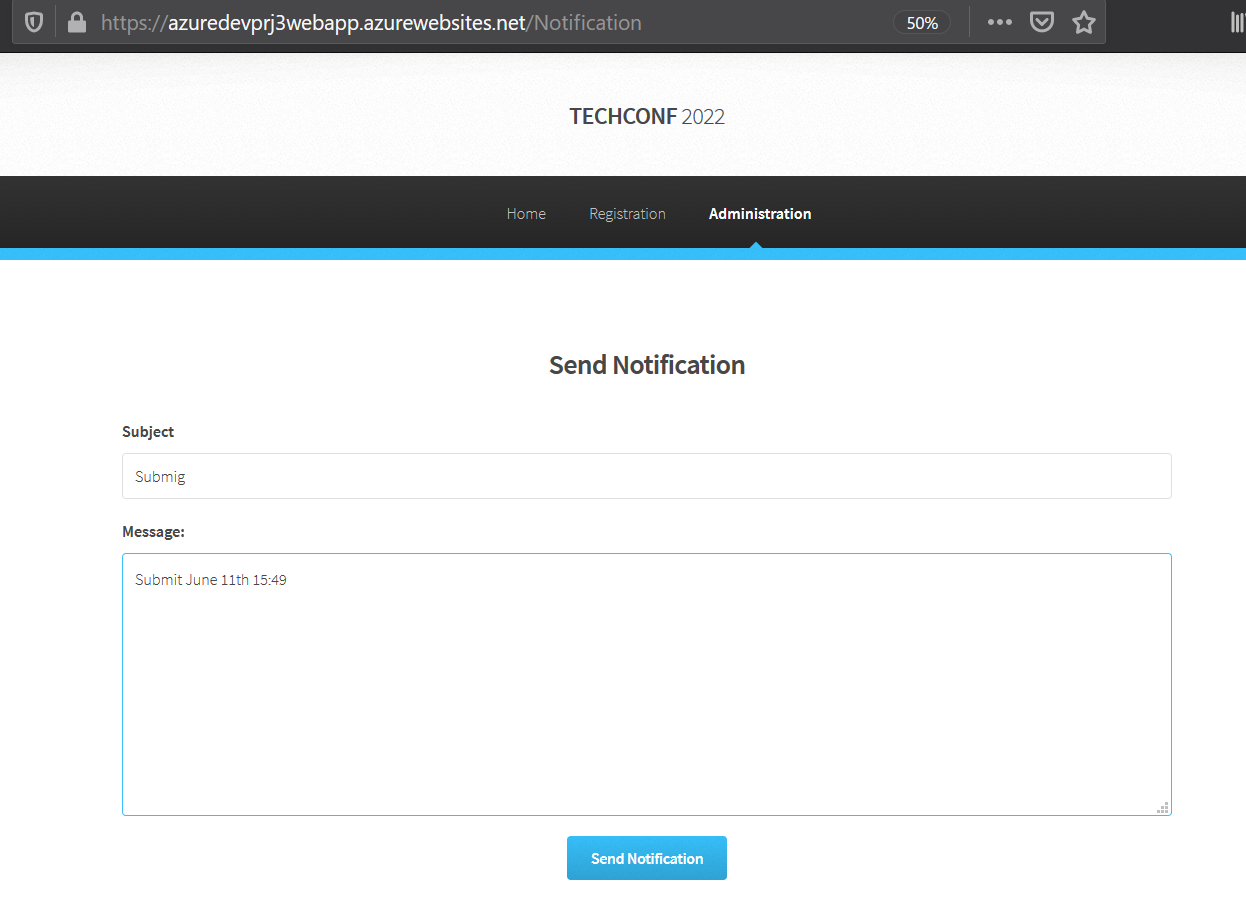 https://azuredevprj3webapp.azurewebsites.net/Notification 50%
TECHCONF 2022
Home Registration Administration
Send Notification
Subject
Submig
Message:
Submit June 11th 15:49
Send Notification